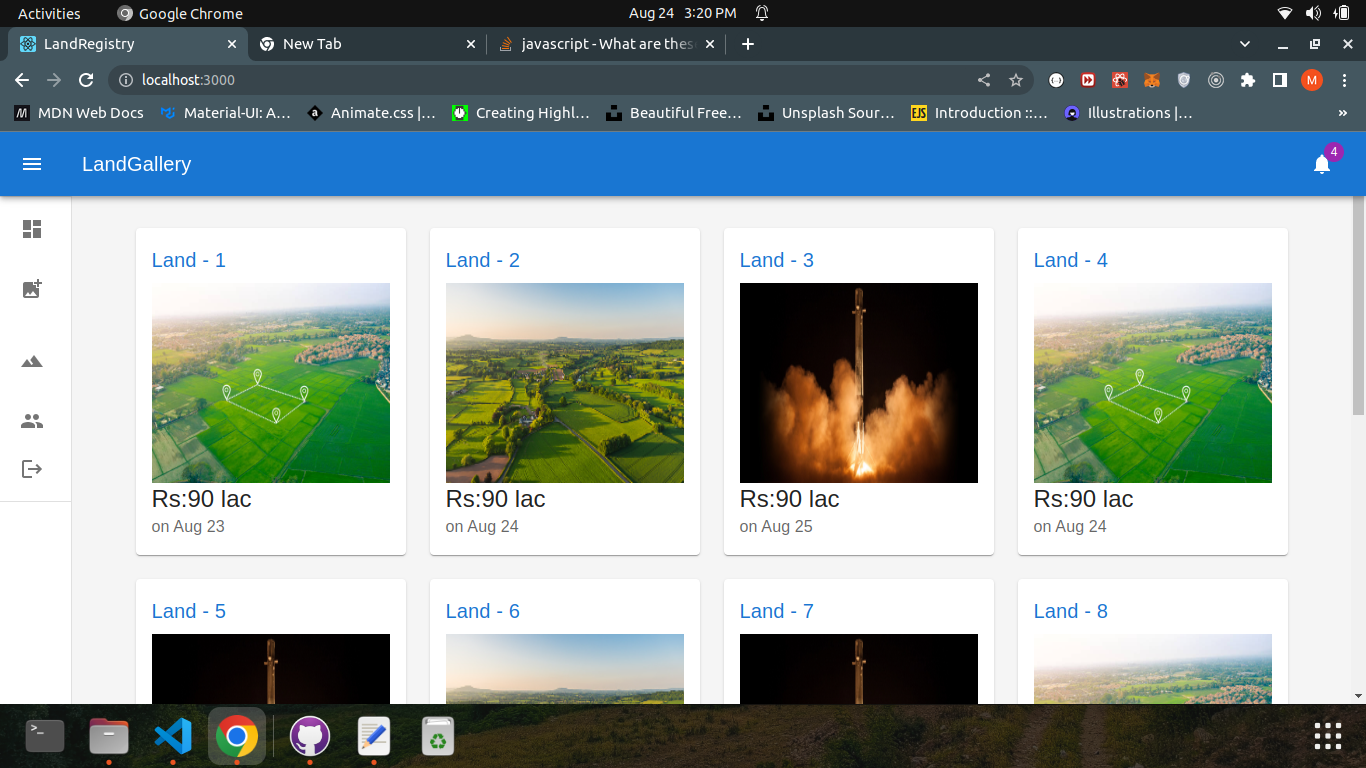 Activities Google Chrome Aug 24 3:20 PM
LandRegistry New Tab javascript - What are thes
localhost:3000 M
MDN Web Docs Material-UI: A… Animate.css |… Creating Highl… Beautiful Free… Unsplash Sour… EJS Introduction ::… Illustrations |… »
LandGallery 4
Land - 1 Land - 2 Land - 3 Land - 4
Rs:90 lac Rs:90 lac Rs:90 lac Rs:90 lac
on Aug 23 on Aug 24 on Aug 25 on Aug 24
Land - 5 Land - 6 Land - 7 Land - 8